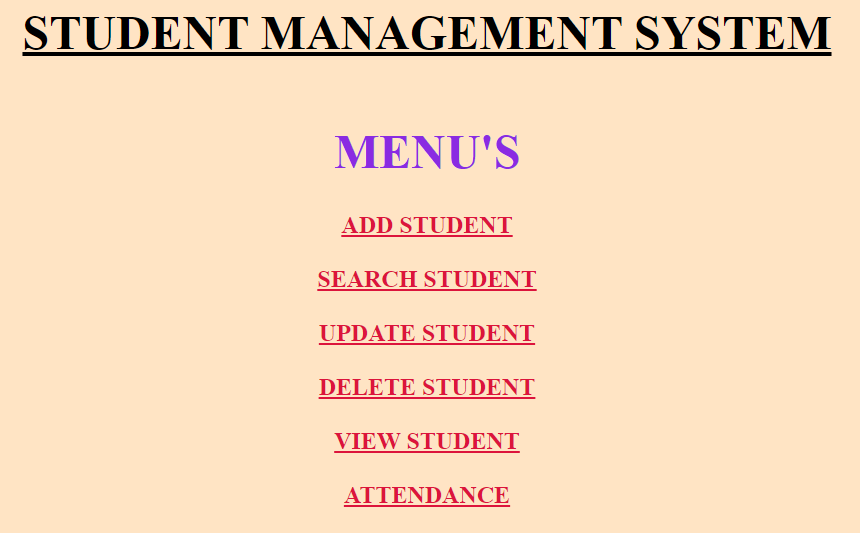 STUDENT MANAGEMENT SYSTEM
MENU'S
ADD STUDENT
SEARCH STUDENT
UPDATE STUDENT
DELETE STUDENT
VIEW STUDENT
ATTENDANCE